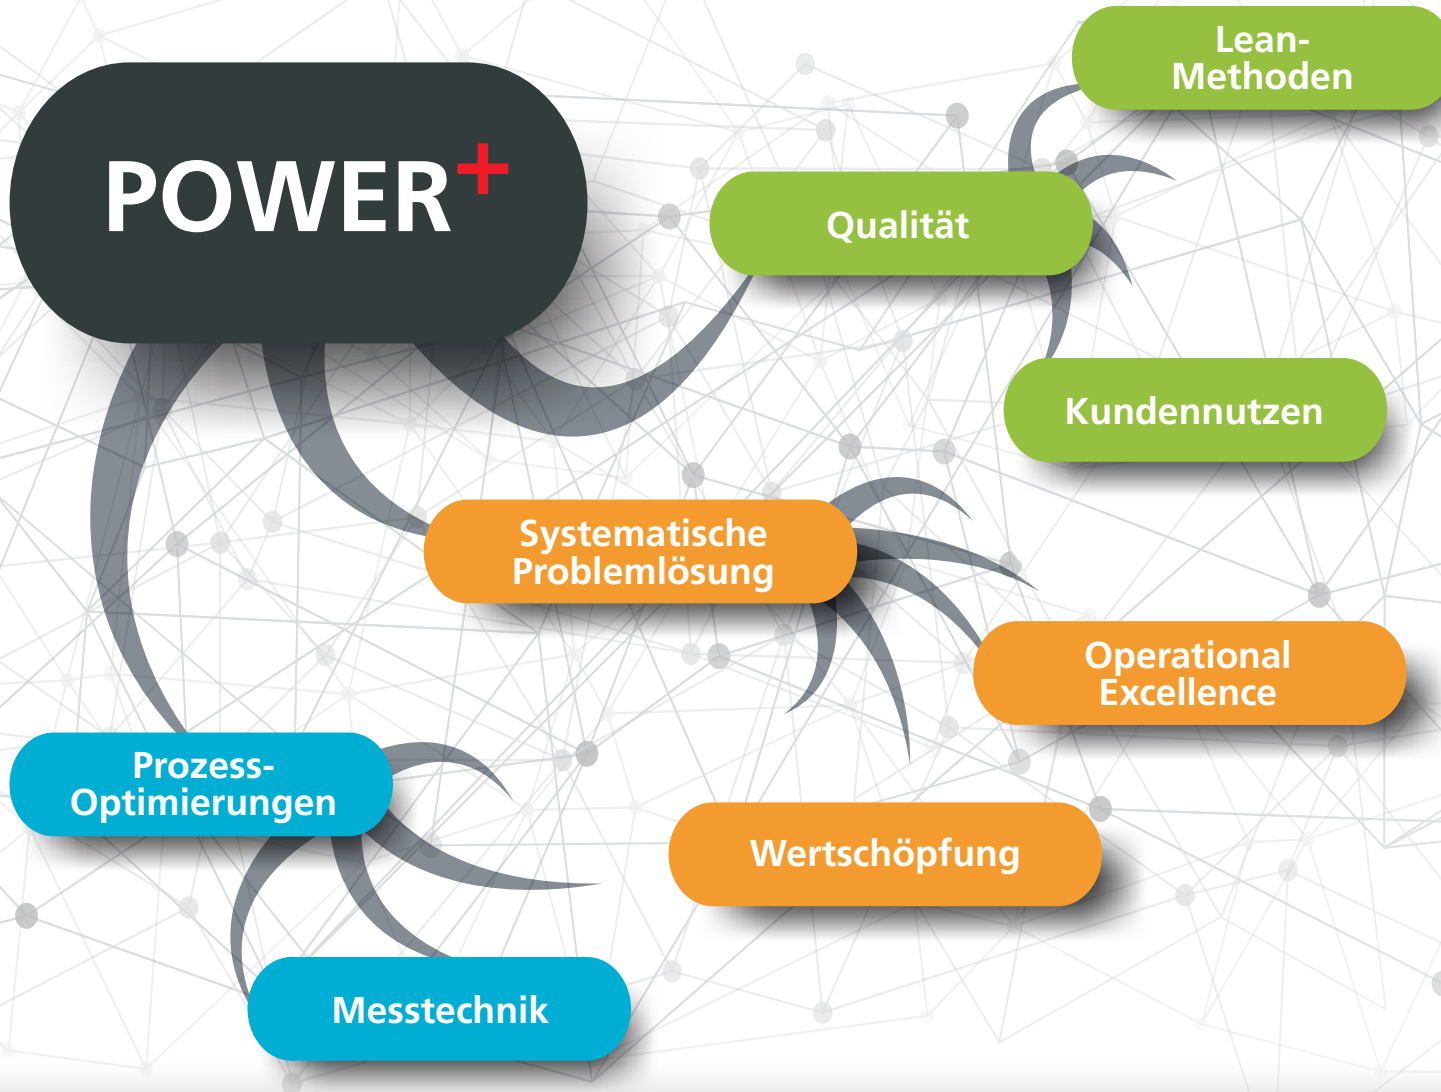 POWER+
Lean-
Methoden
Qualität
Kundennutzen
Systematische
Problemlösung
Operational
Excellence
Prozess-
Optimierungen
Wertschöpfung
Messtechnik